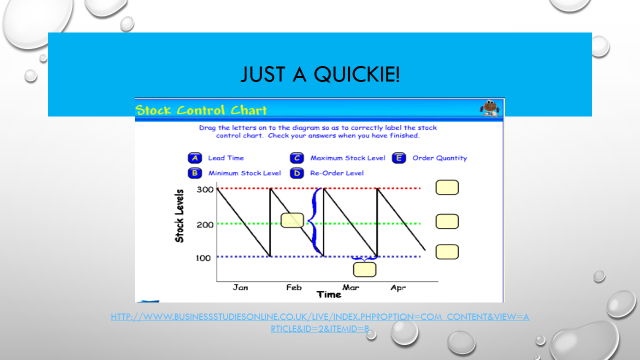 JUST A QUICKIE!
Stock Control Chart
Drag the letters on to the diagram so as to correctly label the stock
control chart. Check your answers when you have finished.
A Lead Time C Maximum Stock Level E Order Quantity
B Minimum Stock Level D Re-Order Level
Stock Levels
300
200
100
Jan Feb Mar Apr
Time
HTTP://WWW.BUSINESSSTUDIESONLINE.CO.UK/LIVE/INDEX.PHPROPTION=COM_CONTENT&VIEW=A
RTICLE&ID=2&ITEMID=8